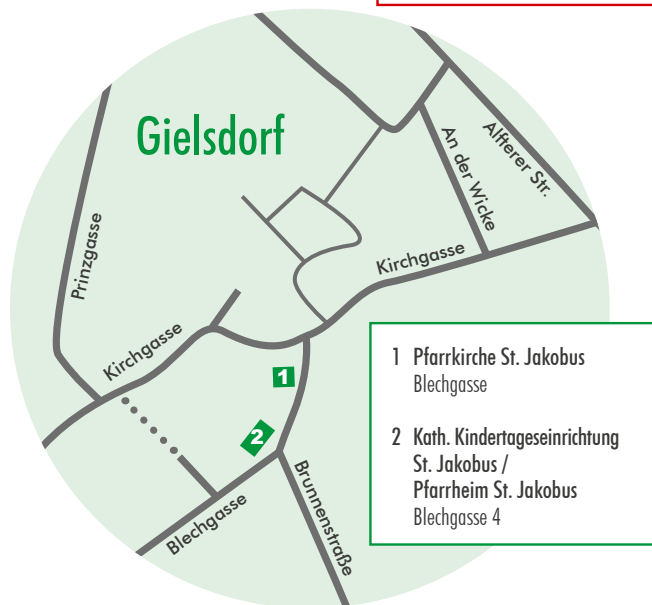 Gielsdorf
Prinzgasse
An der Wicke
Alfterer Str.
Kirchgasse
Kirchgasse
1
2
Blechgasse
Brunnenstraße
1 Pfarrkirche St. Jakobus
Blechgasse
2 Kath. Kindertageseinrichtung
St. Jakobus /
Pfarrheim St. Jakobus
Blechgasse 4